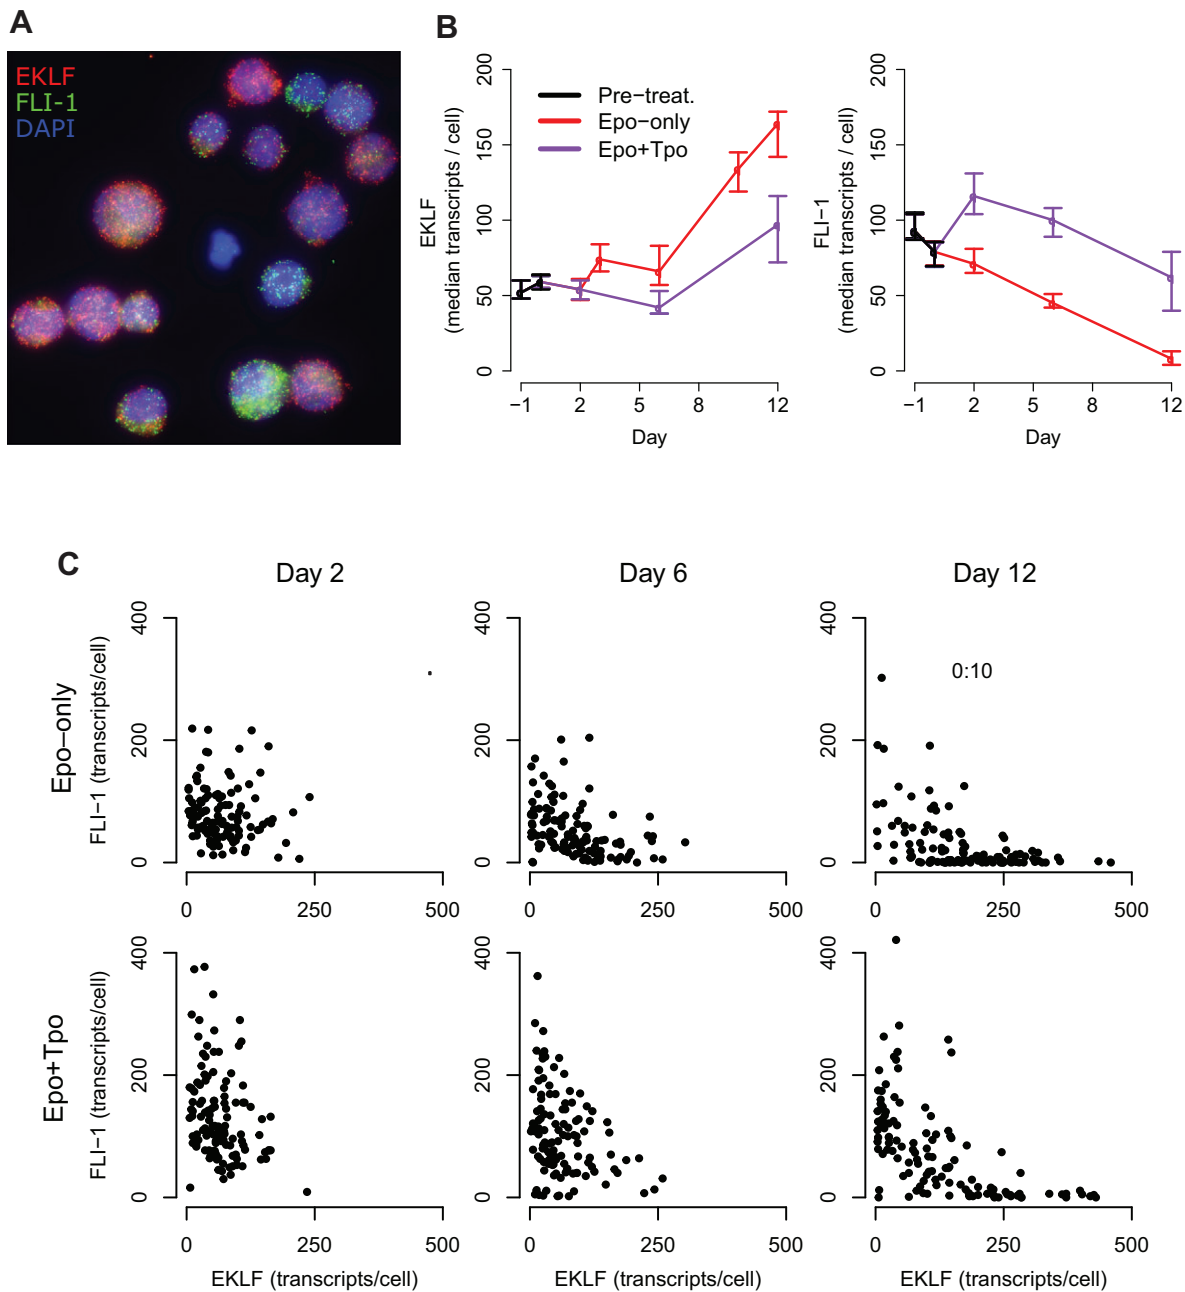 A
EKLF
FLI-1
DAPI
B
200
150
100
50
0
EKLF
(median transcripts / cell)
Pre−treat.
Epo−only
Epo+Tpo
−1
2
5
8
12
Day
200
150
100
50
0
FLI−1
(median transcripts / cell)
−1
2
5
8
12
Day
C
Day 2
Day 6
Day 12
Epo−only
FLI−1 (transcripts/cell)
400
200
0
0
250
500
400
200
0
0
250
500
400
200
0
0:10
0
250
500
Epo+Tpo
FLI−1 (transcripts/cell)
400
200
0
0
250
500
EKLF (transcripts/cell)
400
200
0
0
250
500
EKLF (transcripts/cell)
400
200
0
0
250
500
EKLF (transcripts/cell)